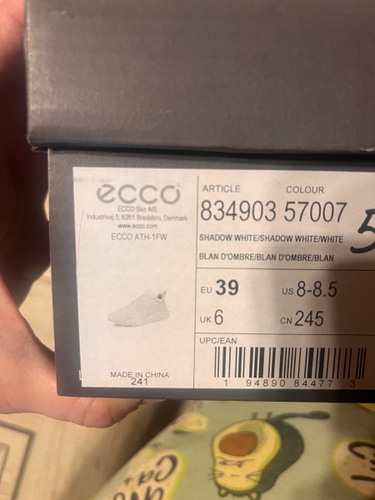 ecco
ECCO Sko A/S
Industrivej 5, 6261 Bredebro, Denmark
www.ecco.com
ECCO ATH-1FW
MADE IN CHINA
241
ARTICLE COLOUR
834903 57007
SHADOW WHITE/SHADOW WHITE/WHITE
BLAN D'OMBRE/BLAN D'OMBRE/BLAN
5
EU 39 US 8-8.5
UK 6 CN 245
UPC/EAN
1 94890 84477 3